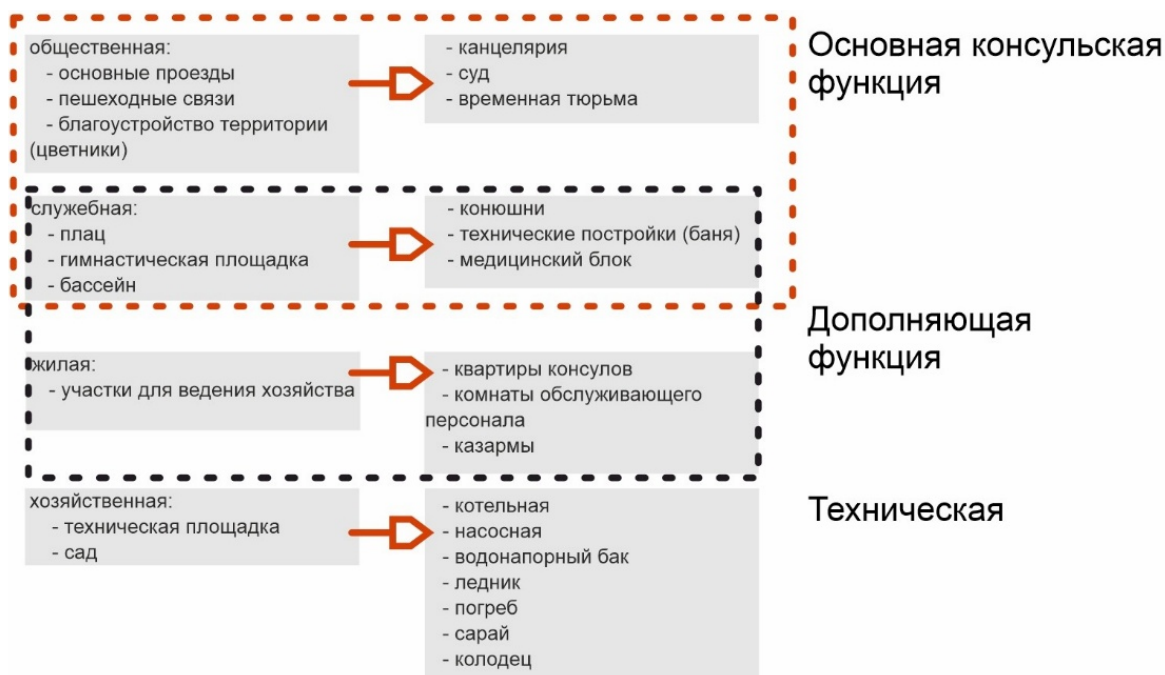 общественная:
- основные проезды
- пешеходные связи
- благоустройство территории
(цветники)
- канцелярия
- суд
- временная тюрьма
Основная консульская
функция
служебная:
- плац
- гимнастическая площадка
- бассейн
- конюшни
- технические постройки (баня)
- медицинский блок
Дополняющая
функция
жилая:
- участки для ведения хозяйства
- квартиры консулов
- комнаты обслуживающего
персонала
- казармы
хозяйственная:
- техническая площадка
- сад
- котельная
- насосная
- водонапорный бак
- ледник
- погреб
- сарай
- колодец
Техническая